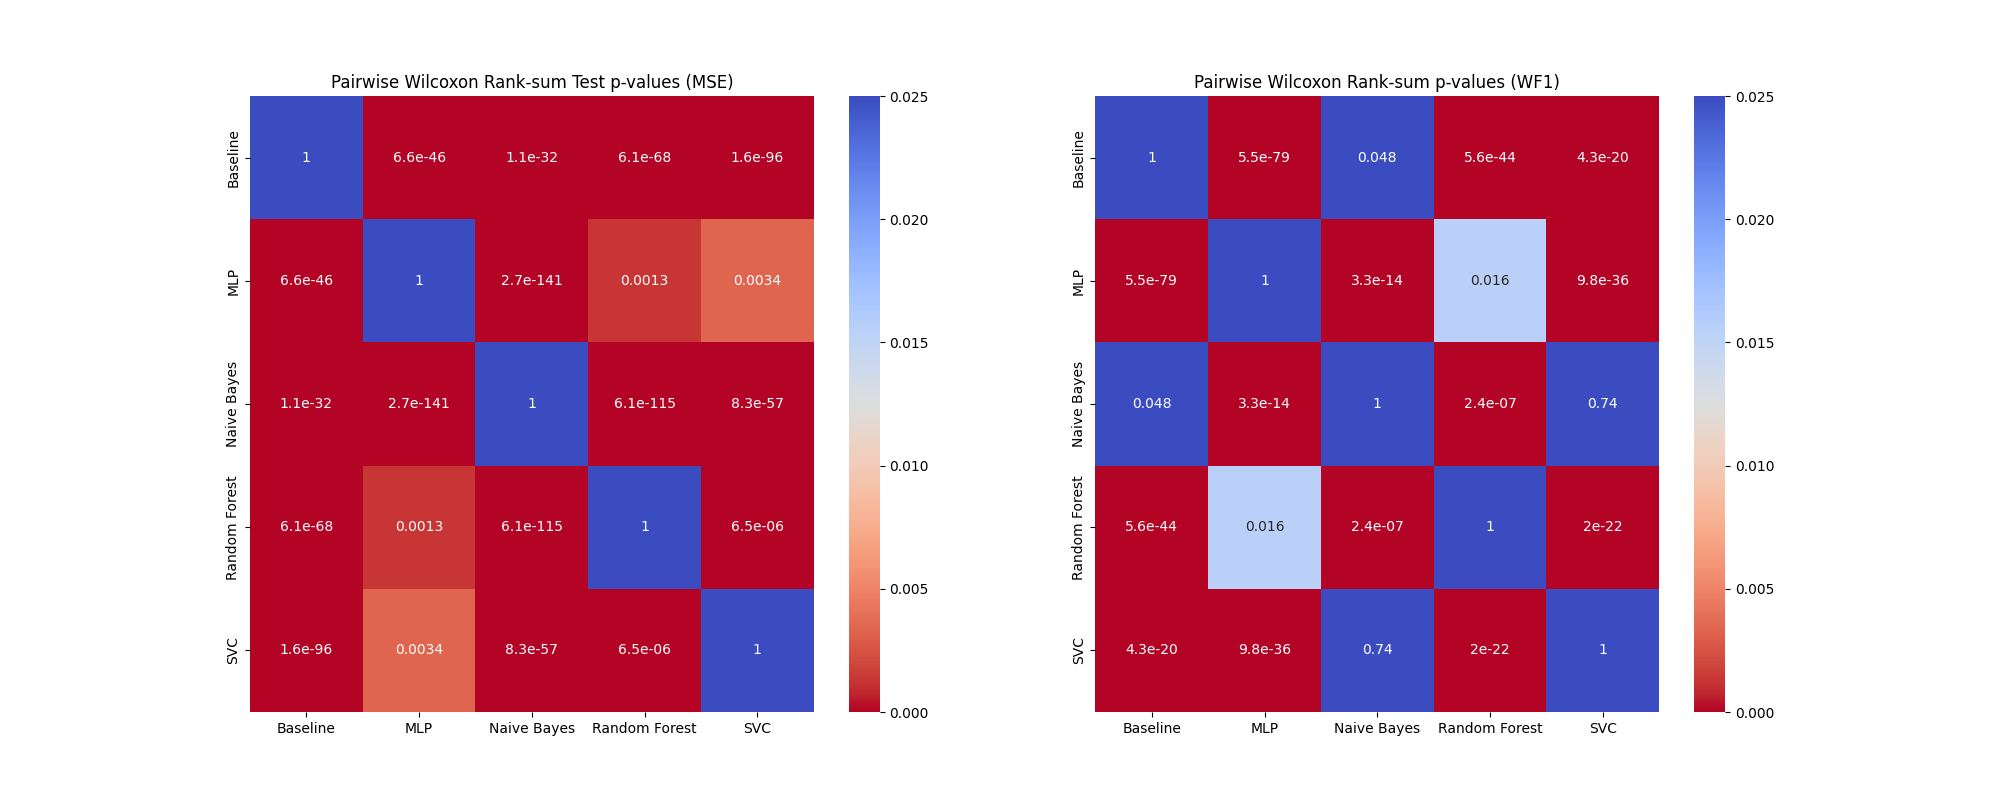 Pairwise Wilcoxon Rank-sum Test p-values (MSE)
Baseline
1
6.6e-46
1.1e-32
6.1e-68
1.6e-96
MLP
6.6e-46
1
2.7e-141
0.0013
0.0034
Naive Bayes
1.1e-32
2.7e-141
1
6.1e-115
8.3e-57
Random Forest
6.1e-68
0.0013
6.1e-115
1
6.5e-06
SVC
1.6e-96
0.0034
8.3e-57
6.5e-06
1
Baseline
MLP
Naive Bayes
Random Forest
SVC
0.025
0.020
0.015
0.010
0.005
0.000
Pairwise Wilcoxon Rank-sum p-values (WF1)
Baseline
1
5.5e-79
0.048
5.6e-44
4.3e-20
MLP
5.5e-79
1
3.3e-14
0.016
9.8e-36
Naive Bayes
0.048
3.3e-14
1
2.4e-07
0.74
Random Forest
5.6e-44
0.016
2.4e-07
1
2e-22
SVC
4.3e-20
9.8e-36
0.74
2e-22
1
Baseline
MLP
Naive Bayes
Random Forest
SVC
0.025
0.020
0.015
0.010
0.005
0.000